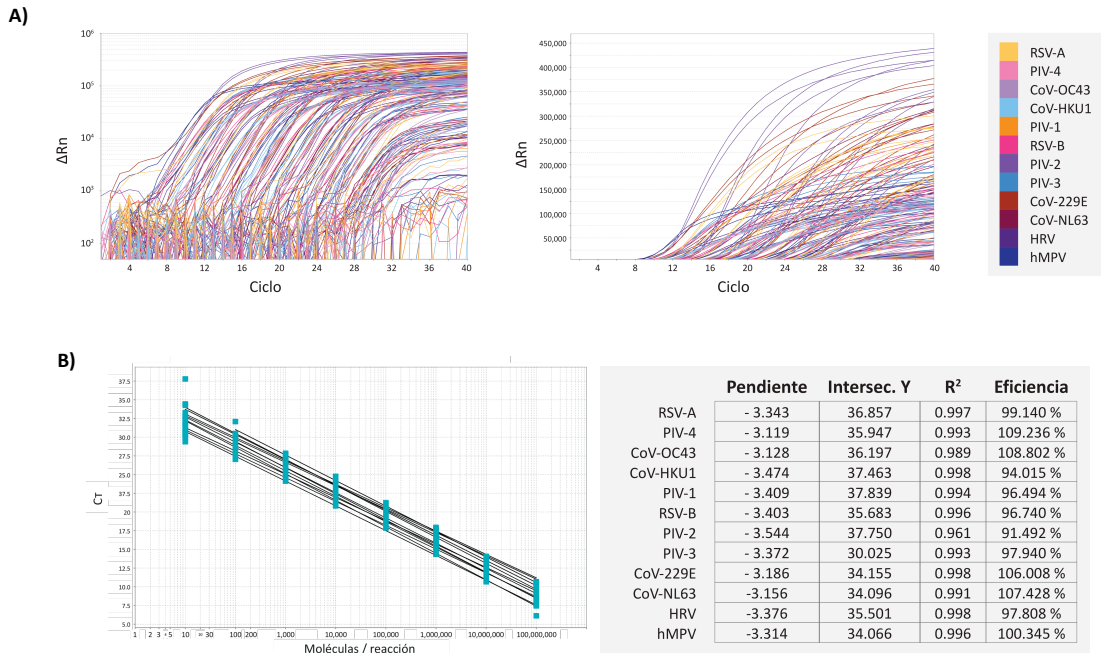 A)
10⁶
10⁵
10⁴
10³
10²
ΔRn
4 8 12 16 20 24 28 32 36 40
Ciclo
450,000
400,000
350,000
300,000
250,000
200,000
150,000
100,000
50,000
ΔRn
4 8 12 16 20 24 28 32 36 40
Ciclo
RSV-A
PIV-4
CoV-OC43
CoV-HKU1
PIV-1
RSV-B
PIV-2
PIV-3
CoV-229E
CoV-NL63
HRV
hMPV
B)
37.5
35.0
32.5
30.0
27.5
25.0
37.5
20
17.5
15.0
12.5
10.0
7.5
5.0
Cт
1 2 3 5 10 30 100 200 1,000 10,000 100,000 1,000,000 10,000,000 100,000,000
Moléculas / reacción
Pendiente Intersec. Y R² Eficiencia
RSV-A - 3.343 36.857 0.997 99.140 %
PIV-4 - 3.119 35.947 0.993 109.236 %
CoV-OC43 - 3.128 36.197 0.989 108.802 %
CoV-HKU1 - 3.474 37.463 0.998 94.015 %
PIV-1 - 3.409 37.839 0.994 96.494 %
RSV-B - 3.403 35.683 0.996 96.740 %
PIV-2 - 3.544 37.750 0.961 91.492 %
PIV-3 - 3.372 30.025 0.993 97.940 %
CoV-229E - 3.186 34.155 0.998 106.008 %
CoV-NL63 -3.156 34.096 0.991 107.428 %
HRV -3.376 35.501 0.998 97.808 %
hMPV -3.314 34.066 0.996 100.345 %